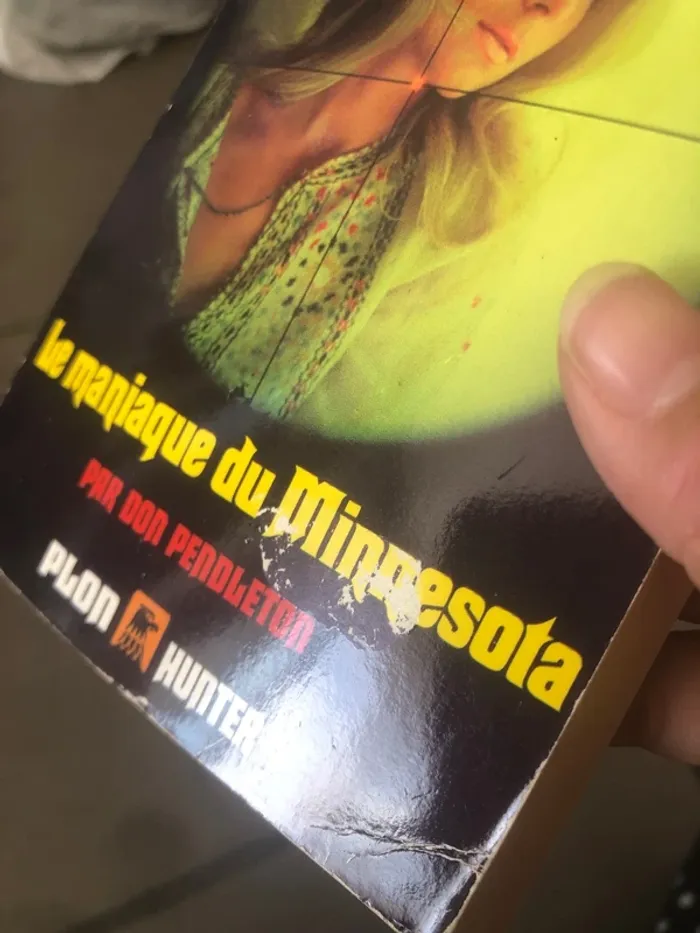 Le maniaque du Minnesota
PAR DON PENDLETON
PLON HUNTER